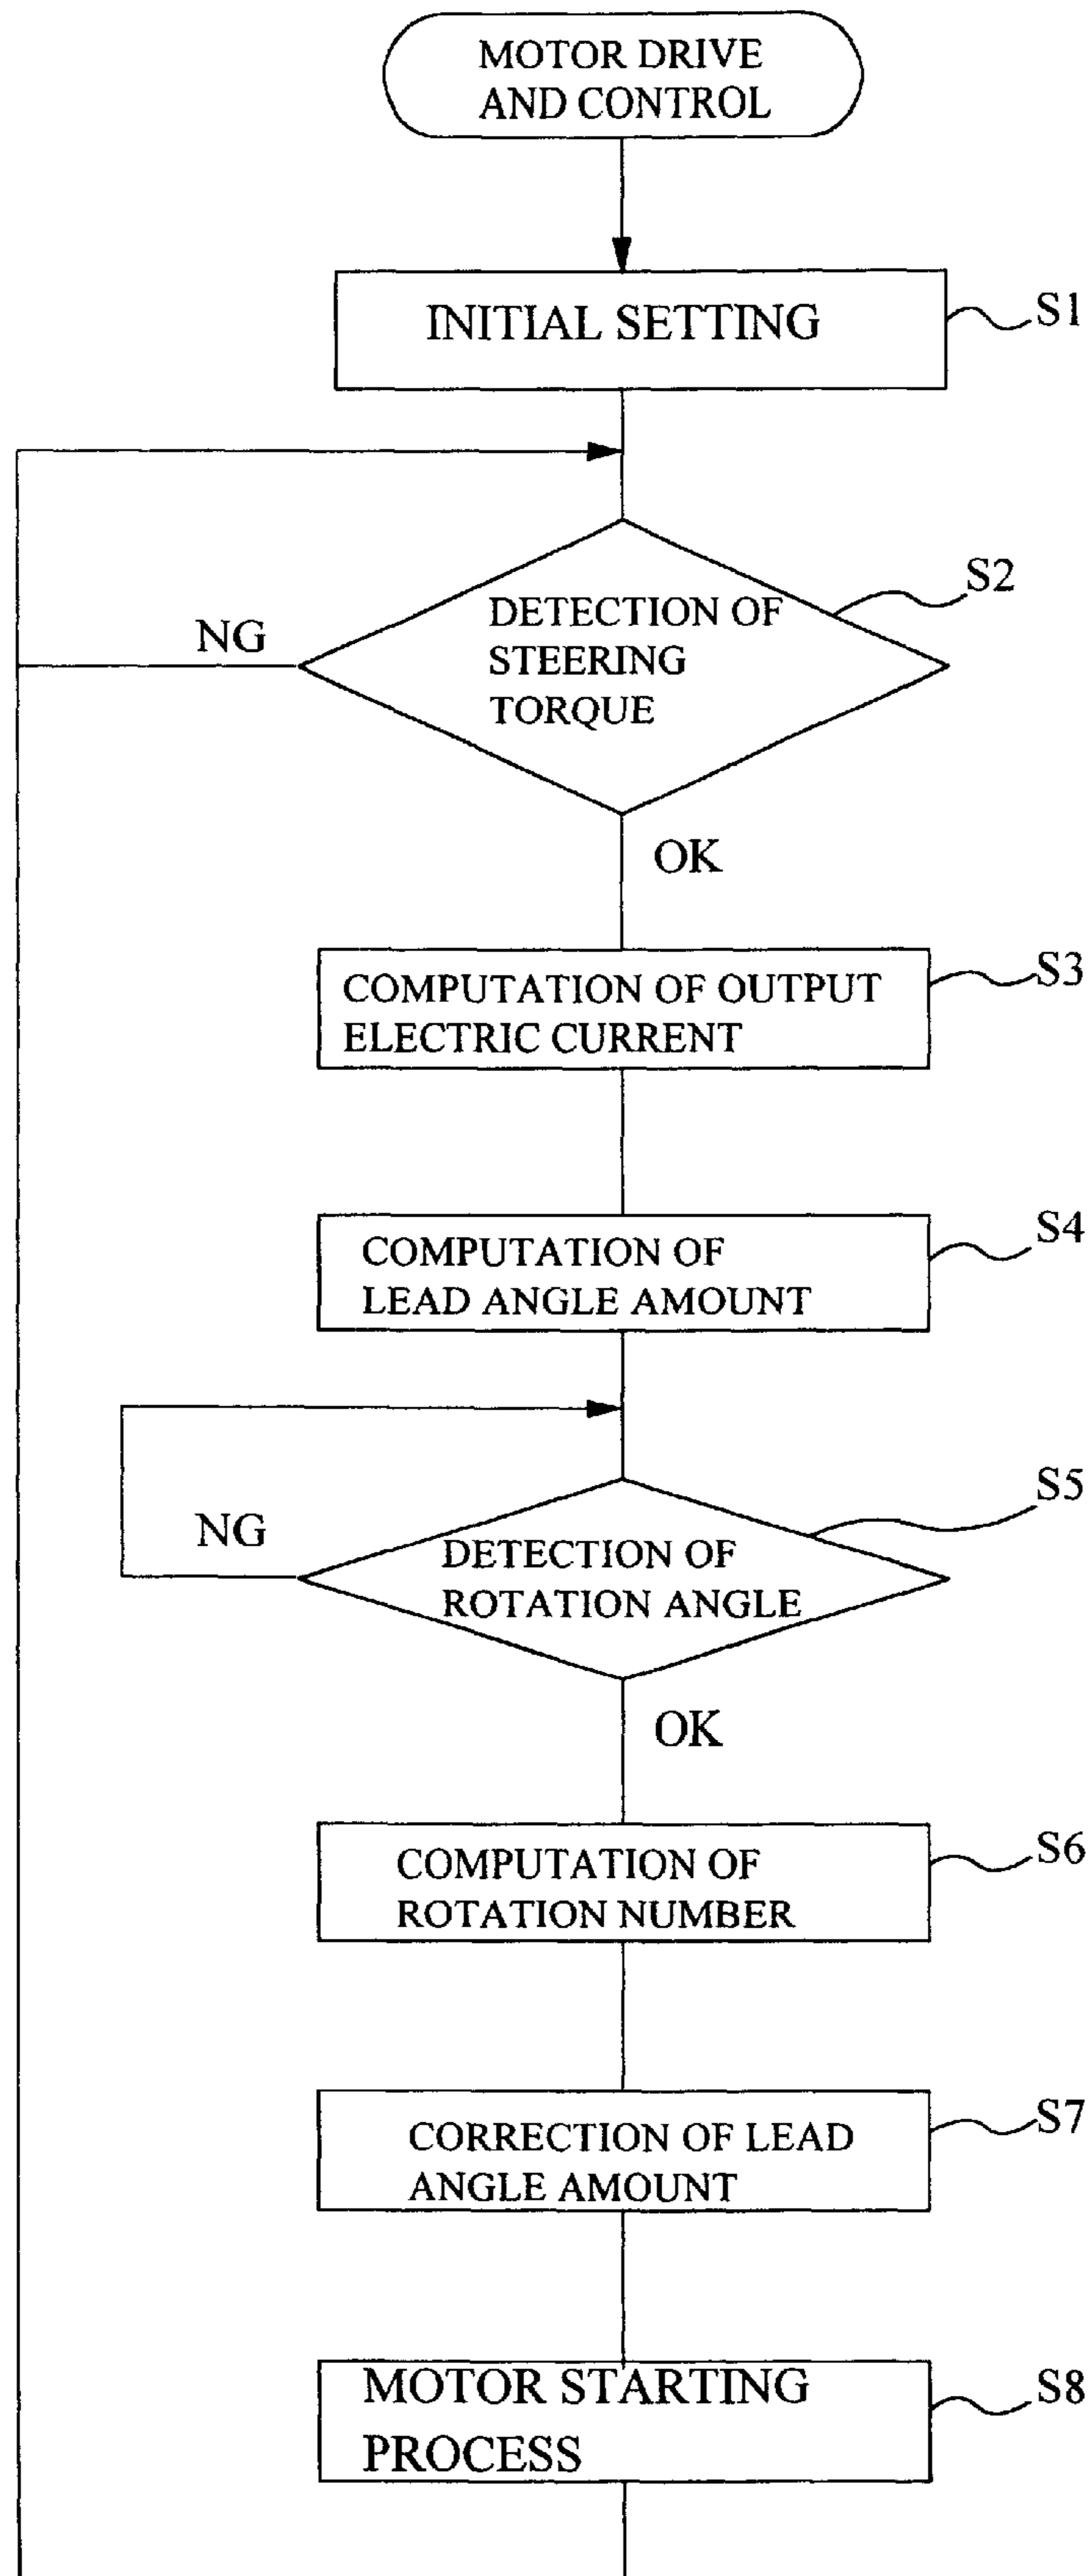 MOTOR DRIVE
AND CONTROL
INITIAL SETTING
S1
S2
DETECTION OF
STEERING
TORQUE
NG
OK
S3
COMPUTATION OF OUTPUT
ELECTRIC CURRENT
S4
COMPUTATION OF
LEAD ANGLE AMOUNT
S5
NG
DETECTION OF
ROTATION ANGLE
OK
S6
COMPUTATION OF
ROTATION NUMBER
S7
CORRECTION OF LEAD
ANGLE AMOUNT
S8
MOTOR STARTING
PROCESS